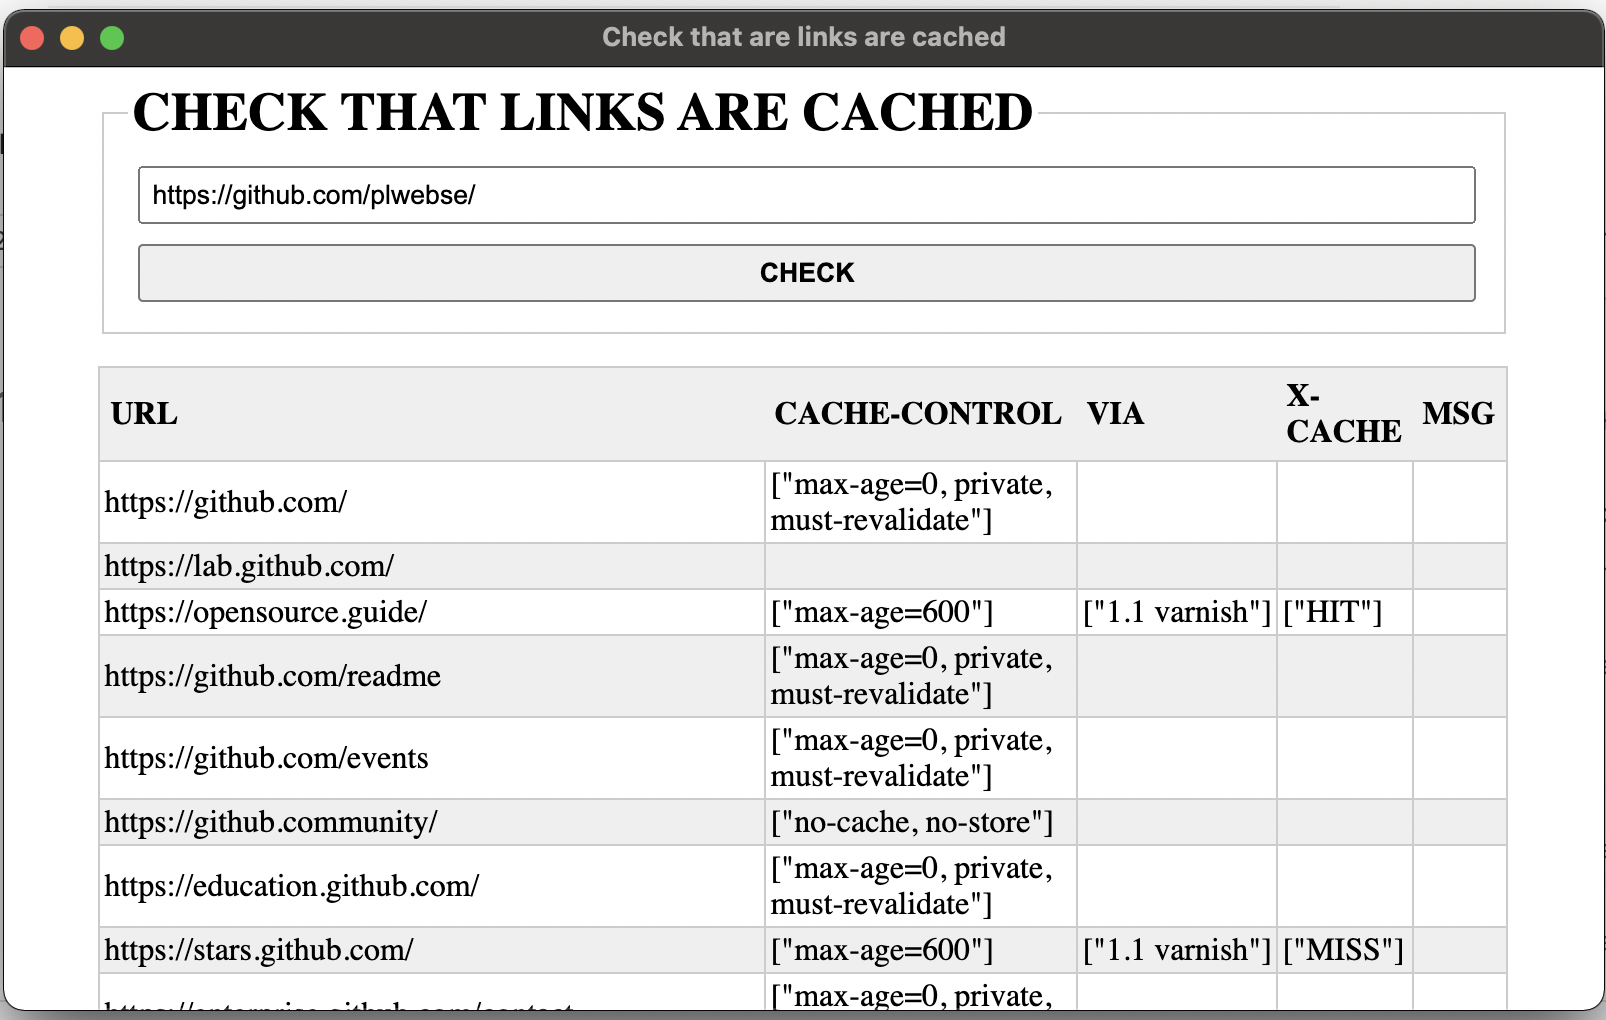 Check that are links are cached
CHECK THAT LINKS ARE CACHED
https://github.com/plwebse/
CHECK
URL CACHE-CONTROL VIA X-CACHE MSG
https://github.com/ ["max-age=0, private,
must-revalidate"]
https://lab.github.com/
https://opensource.guide/ ["max-age=600"] ["1.1 varnish"] ["HIT"]
https://github.com/readme ["max-age=0, private,
must-revalidate"]
https://github.com/events ["max-age=0, private,
must-revalidate"]
https://github.community/ ["no-cache, no-store"]
https://education.github.com/ ["max-age=0, private,
must-revalidate"]
https://stars.github.com/ ["max-age=600"] ["1.1 varnish"] ["MISS"]
https://enterprise.github.com/contact ["max-age=0, private,